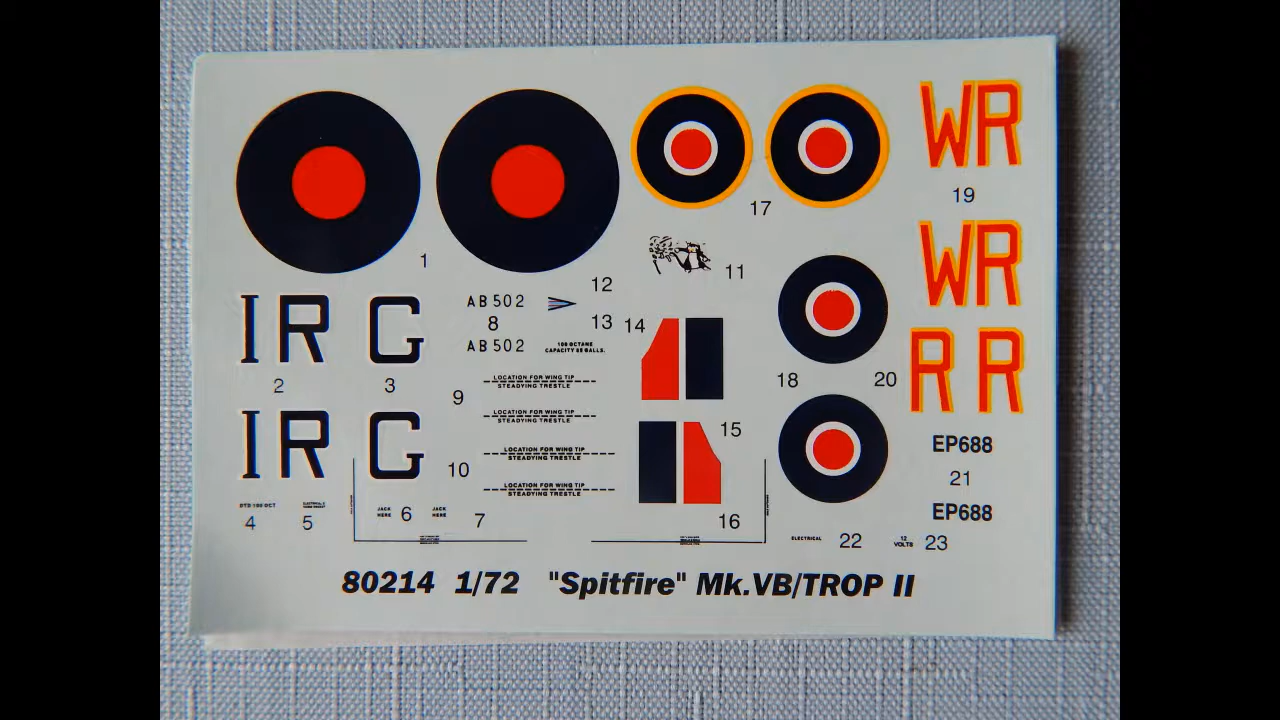 WR
19
17
1
WR
11
12
I R G
AB502
8
13
14
AB502
100 OCTANE
CAPACITY 85 GALLS.
R R
2
3
18
20
9
LOCATION FOR WING TIP
STEADYING TRESTLE
LOCATION FOR WING TIP
STEADYING TRESTLE
I R G
15
EP688
LOCATION FOR WING TIP
STEADYING TRESTLE
10
21
LOCATION FOR WING TIP
STEADYING TRESTLE
4
5
JACK
HERE
6
JACK
HERE
7
16
EP688
ELECTRICAL
22
12
VOLTS
23
80214 1/72 "Spitfire" Mk.VB/TROP II